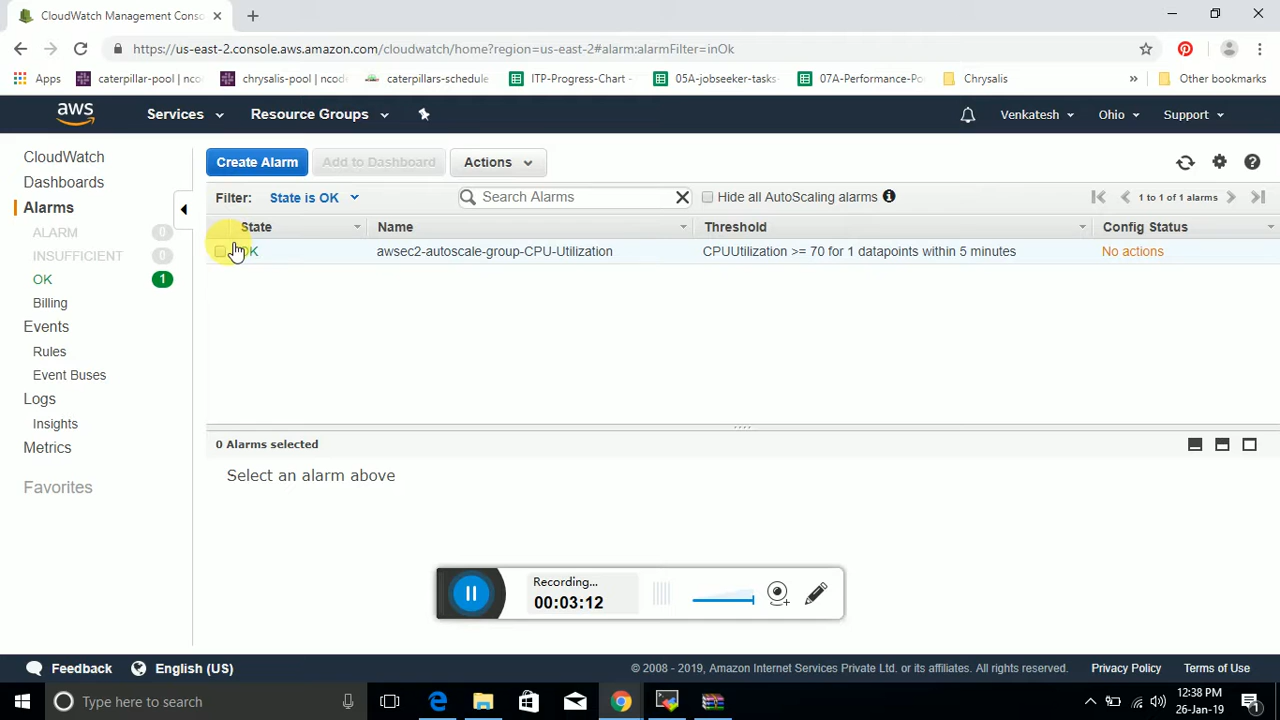 CloudWatch Management Conso
https://us-east-2.console.aws.amazon.com/cloudwatch/home?region=us-east-2#alarm:alarmFilter=inOk
Apps
caterpillar-pool | ncod
chrysalis-pool | ncode
caterpillars-schedule
ITP-Progress-Chart -
05A-jobseeker-tasks
07A-Performance-Po
Chrysalis
»
Other bookmarks
aws
Services
Resource Groups
Venkatesh
Ohio
Support
CloudWatch
Dashboards
Alarms
ALARM 0
INSUFFICIENT 0
OK 1
Billing
Events
Rules
Event Buses
Logs
Insights
Metrics
Favorites
Create Alarm
Add to Dashboard
Actions
Filter: State is OK
Search Alarms
Hide all AutoScaling alarms
1 to 1 of 1 alarms
State Name Threshold Config Status
OK awsec2-autoscale-group-CPU-Utilization CPUUtilization >= 70 for 1 datapoints within 5 minutes No actions
0 Alarms selected
Select an alarm above
Recording...
00:03:12
Feedback
English (US)
© 2008 - 2019, Amazon Internet Services Private Ltd. or its affiliates. All rights reserved.
Privacy Policy
Terms of Use
Type here to search
12:38 PM
26-Jan-19
1